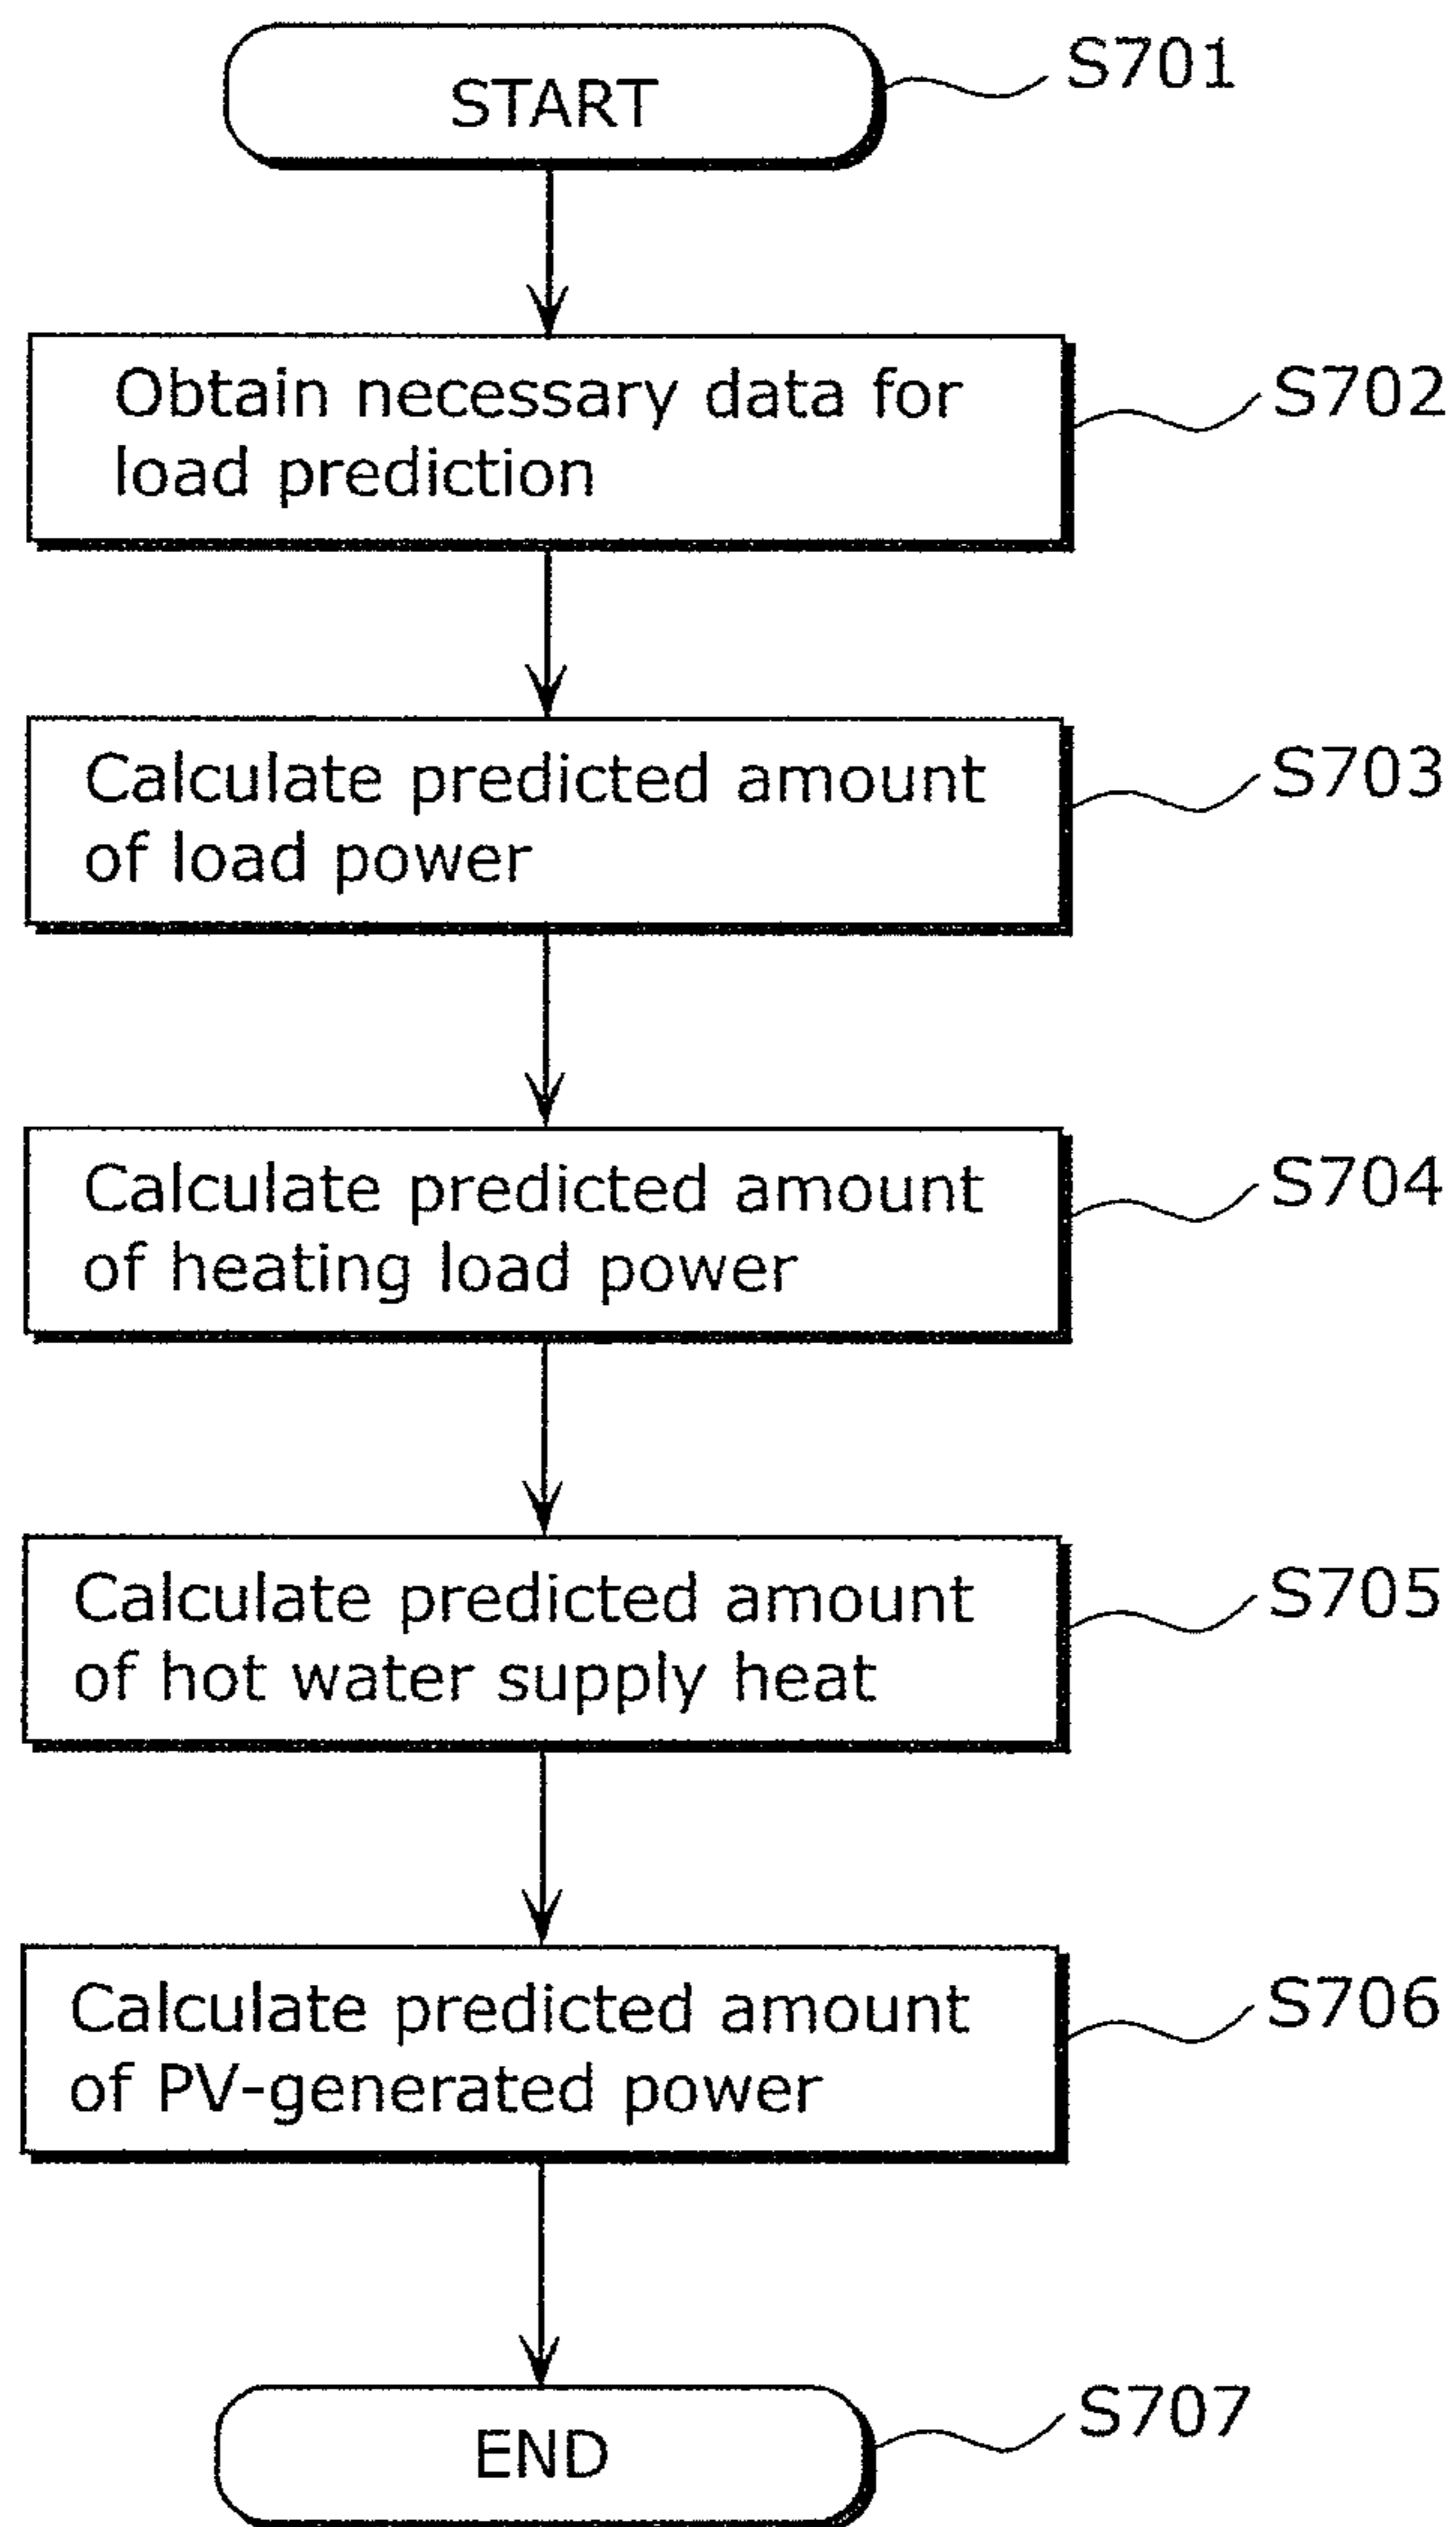 START
S701
Obtain necessary data for
load prediction
S702
Calculate predicted amount
of load power
S703
Calculate predicted amount
of heating load power
S704
Calculate predicted amount
of hot water supply heat
S705
Calculate predicted amount
of PV-generated power
S706
END
S707